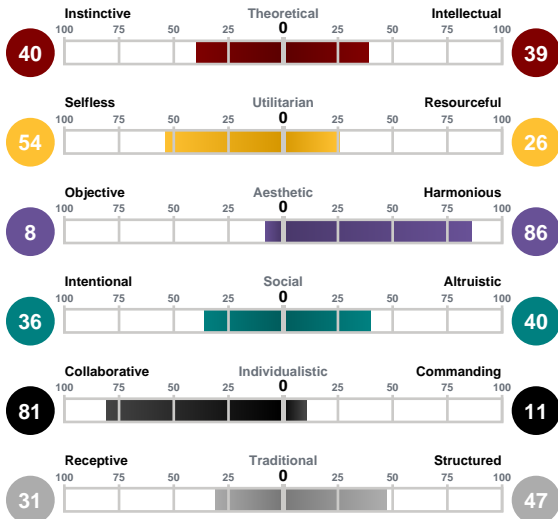 Instinctive Theoretical Intellectual
100 75 50 25 0 25 50 75 100
40 39
Selfless Utilitarian Resourceful
100 75 50 25 0 25 50 75 100
54 26
Objective Aesthetic Harmonious
100 75 50 25 0 25 50 75 100
8 86
Intentional Social Altruistic
100 75 50 25 0 25 50 75 100
36 40
Collaborative Individualistic Commanding
100 75 50 25 0 25 50 75 100
81 11
Receptive Traditional Structured
100 75 50 25 0 25 50 75 100
31 47